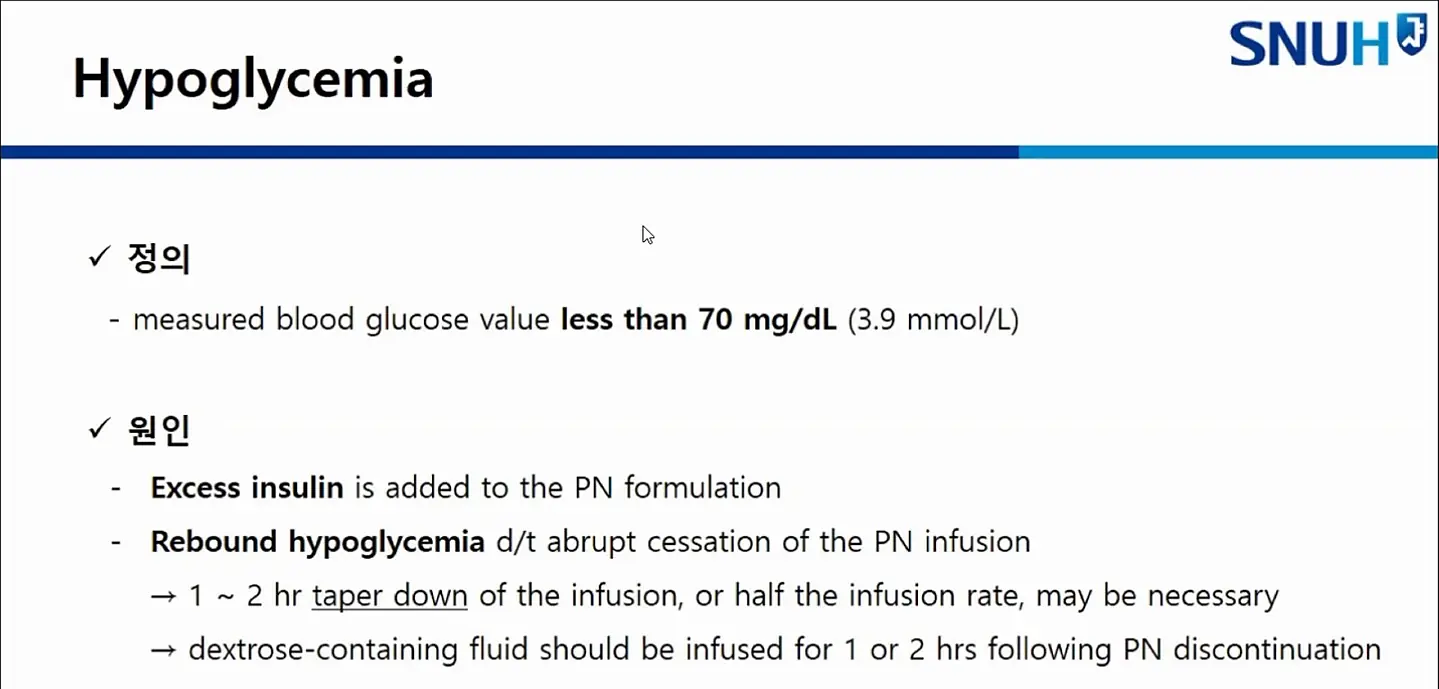 SNUH
Hypoglycemia
✓ 정의
- measured blood glucose value less than 70 mg/dL (3.9 mmol/L)
✓ 원인
- Excess insulin is added to the PN formulation
- Rebound hypoglycemia d/t abrupt cessation of the PN infusion
→ 1 ~ 2 hr taper down of the infusion, or half the infusion rate, may be necessary
→ dextrose-containing fluid should be infused for 1 or 2 hrs following PN discontinuation